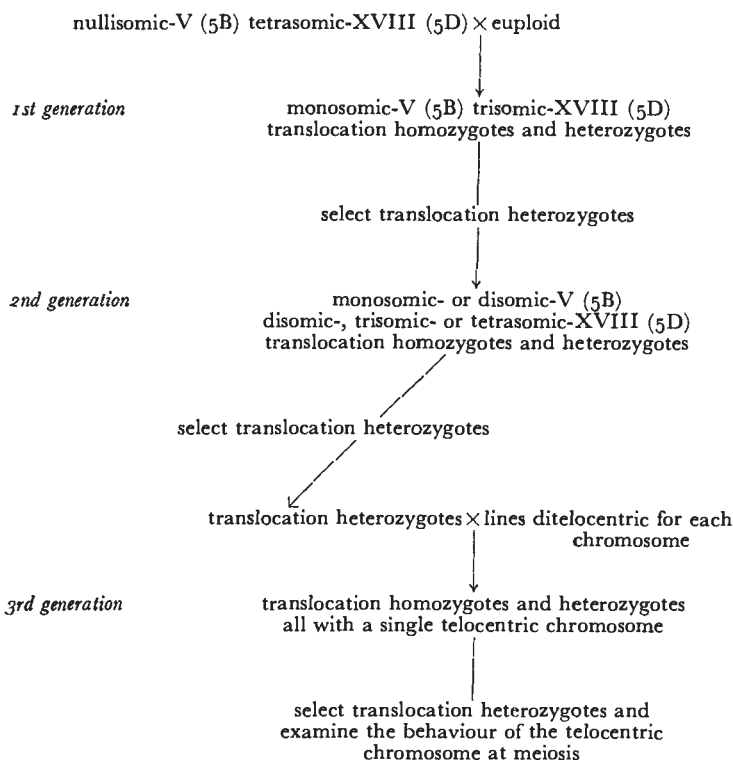 nullisomic-V (5B) tetrasomic-XVIII (5D) × euploid
1st generation
monosomic-V (5B) trisomic-XVIII (5D)
translocation homozygotes and heterozygotes
select translocation heterozygotes
2nd generation
monosomic- or disomic-V (5B)
disomic-, trisomic- or tetrasomic-XVIII (5D)
translocation homozygotes and heterozygotes
select translocation heterozygotes
translocation heterozygotes × lines ditelocentric for each
chromosome
3rd generation
translocation homozygotes and heterozygotes
all with a single telocentric chromosome
select translocation heterozygotes and
examine the behaviour of the telocentric
chromosome at meiosis